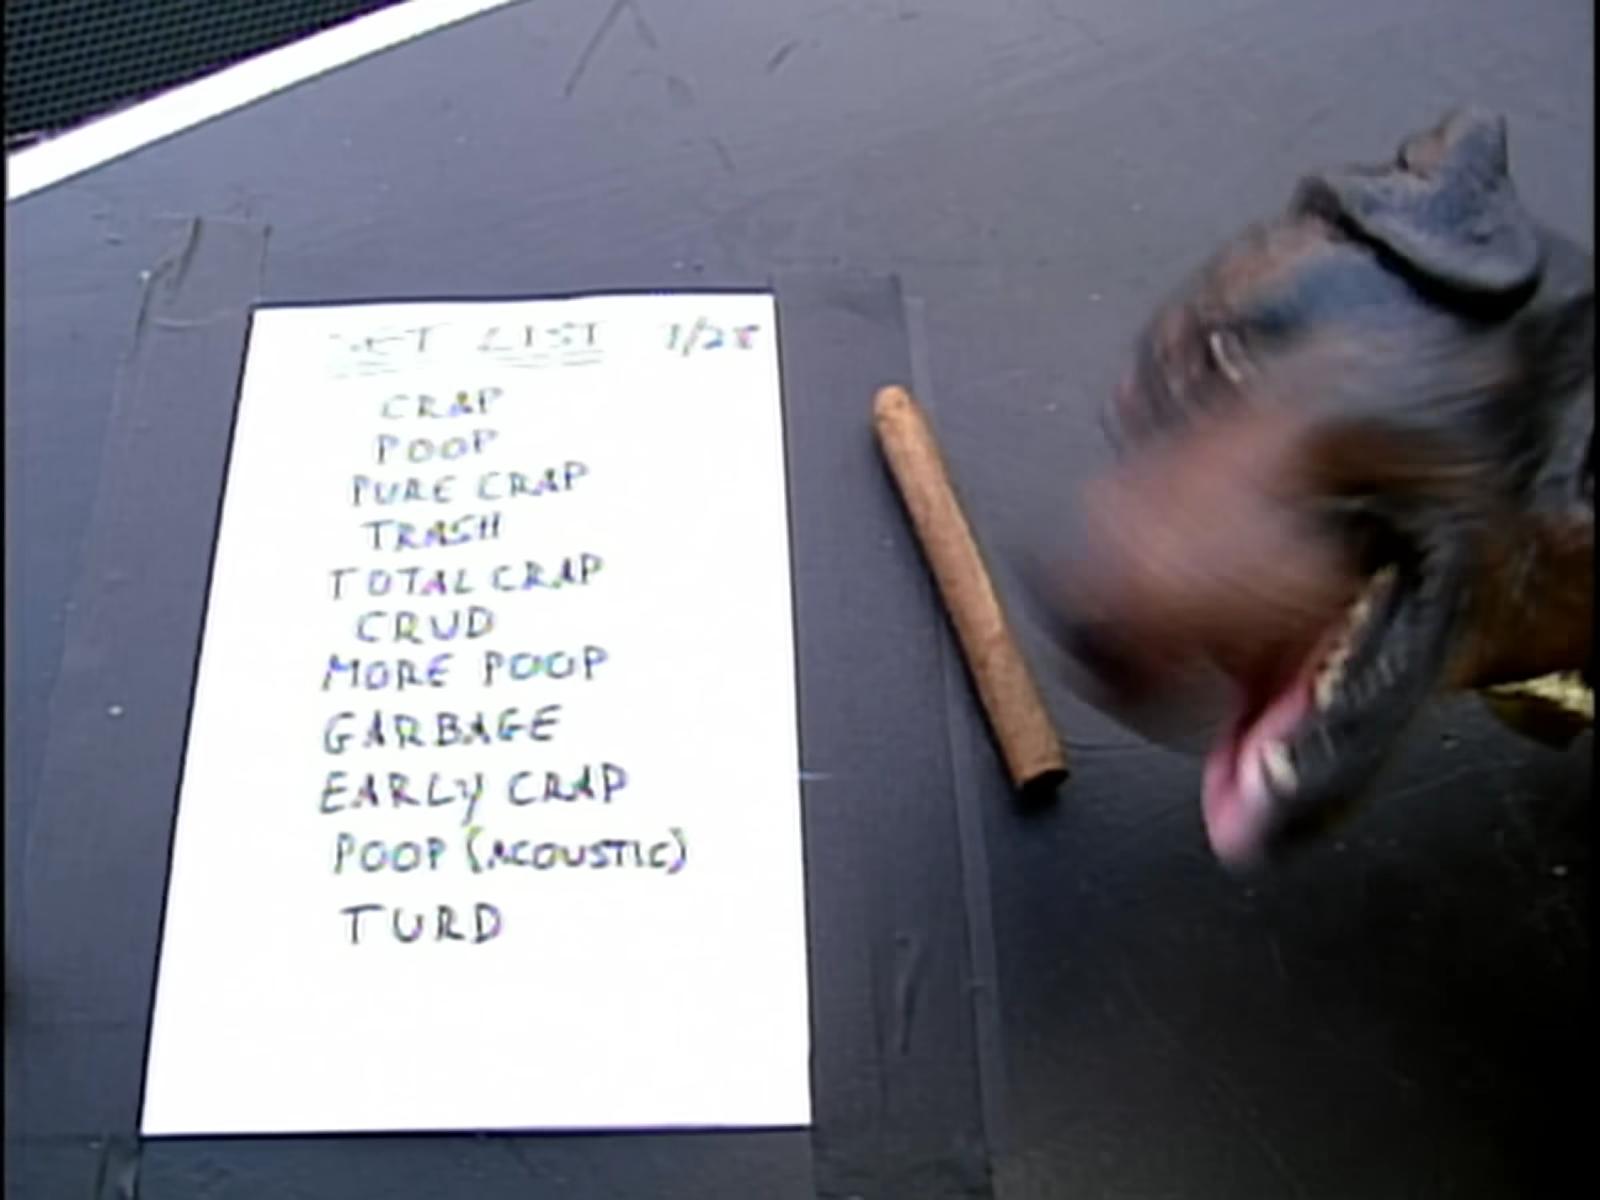 SET LIST 7/28
CRAP
POOP
PURE CRAP
TRASH
TOTAL CRAP
CRUD
MORE POOP
GARBAGE
EARLY CRAP
POOP (ACOUSTIC)
TURD